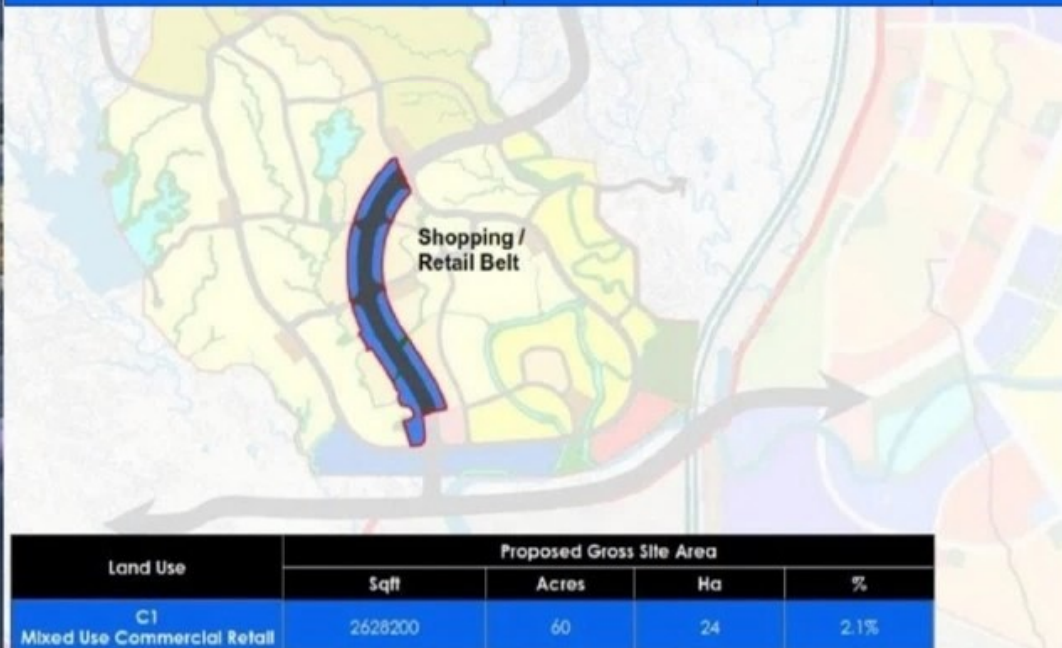 Shopping /
Retail Belt
Land Use
Proposed Gross Site Area
Sqft Acres Ha %
C1
Mixed Use Commercial Retail
2628200 60 24 2.1%